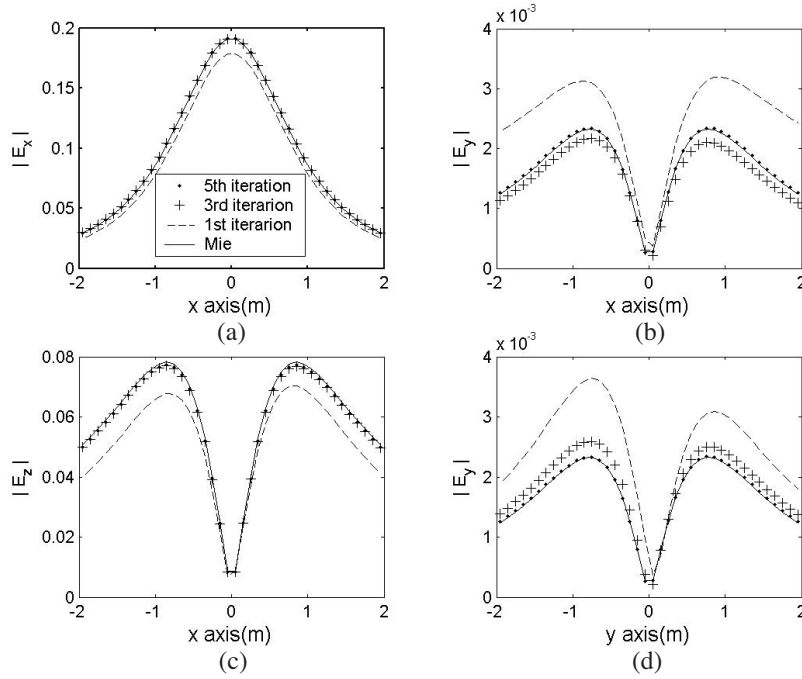 0.2
0.15
0.1
0.05
0
| E_x |
5th iteration
3rd iterarion
1st iterarion
Mie
-2 -1 0 1 2
x axis(m)
(a)
x 10^-3
4
3
2
1
0
| E_y |
-2 -1 0 1 2
x axis(m)
(b)
0.08
0.06
0.04
0.02
0
| E_z |
-2 -1 0 1 2
x axis(m)
(c)
x 10^-3
4
3
2
1
0
| E_y |
-2 -1 0 1 2
y axis(m)
(d)